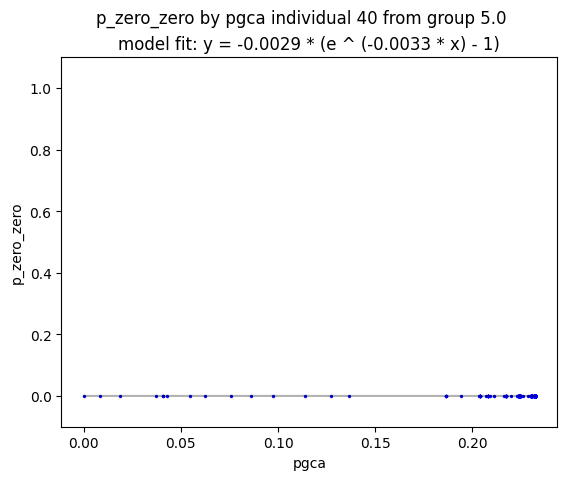 p_zero_zero by pgca individual 40 from group 5.0
model fit: y = -0.0029 * (e ^ (-0.0033 * x) - 1)
1.0
0.8
0.6
0.4
0.2
0.0
p_zero_zero
0.00 0.05 0.10 0.15 0.20
pgca